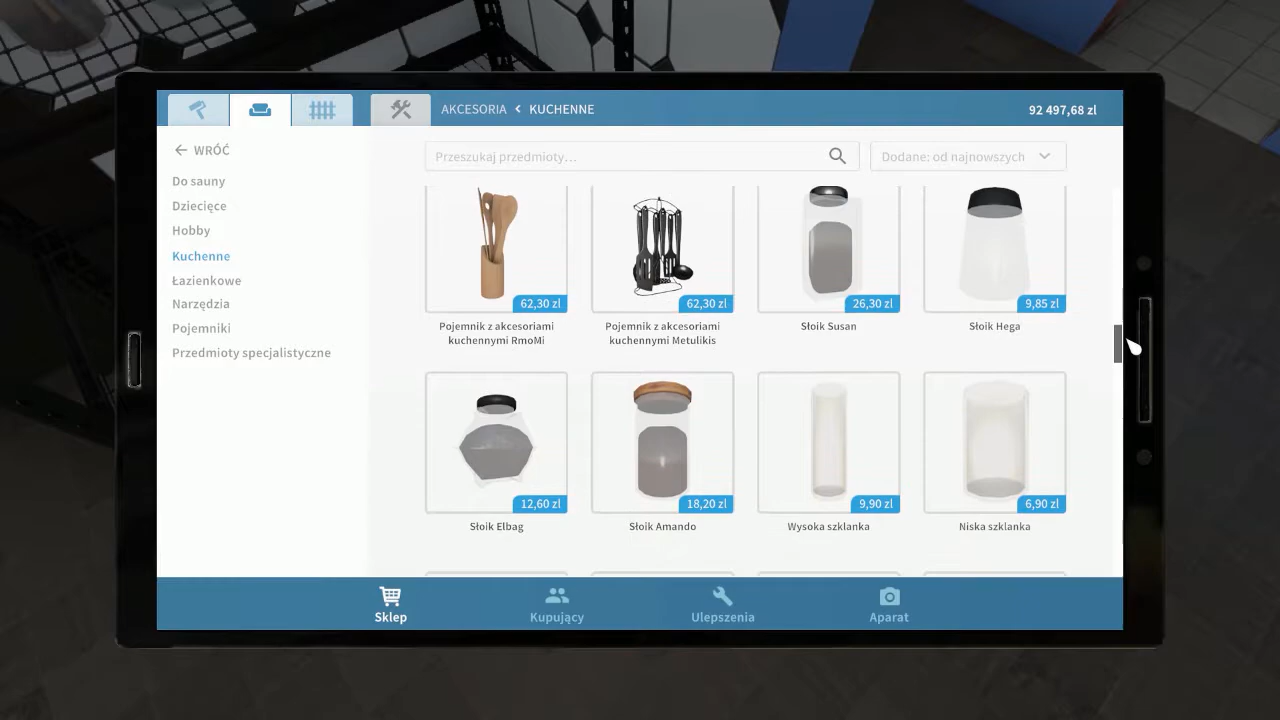 AKCESORIA < KUCHENNE
92 497,68 zl
WRÓĆ
Do sauny
Dziecięce
Hobby
Kuchenne
Łazienkowe
Narzędzia
Pojemniki
Przedmioty specjalistyczne
Przeszukaj przedmioty...
Dodane: od najnowszych
62,30 zl
62,30 zl
26,30 zl
9,85 zl
Pojemnik z akcesoriami
kuchennymi RmoMi
Pojemnik z akcesoriami
kuchennymi Metulikis
Słoik Susan
Słoik Hega
12,60 zl
18,20 zl
9,90 zl
6,90 zl
Słoik Elbag
Słoik Amando
Wysoka szklanka
Niska szklanka
Sklep
Kupujący
Ulepszenia
Aparat